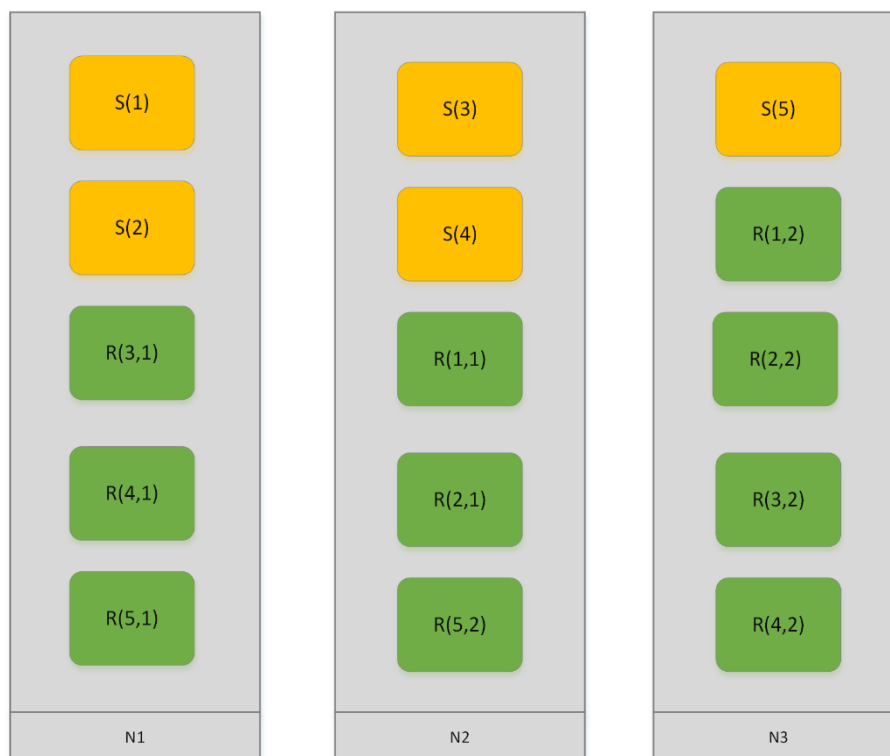 S(1)
S(2)
R(3,1)
R(4,1)
R(5,1)
N1
S(3)
S(4)
R(1,1)
R(2,1)
R(5,2)
N2
S(5)
R(1,2)
R(2,2)
R(3,2)
R(4,2)
N3